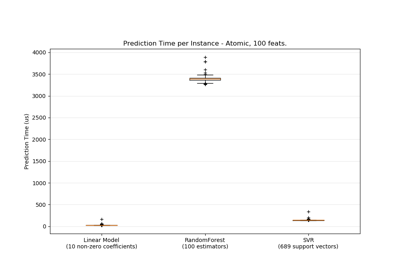 Prediction Time per Instance - Atomic, 100 feats.
4000
3500
3000
2500
2000
1500
1000
500
0
Prediction Time (us)
Linear Model
(10 non-zero coefficients)
RandomForest
(100 estimators)
SVR
(689 support vectors)